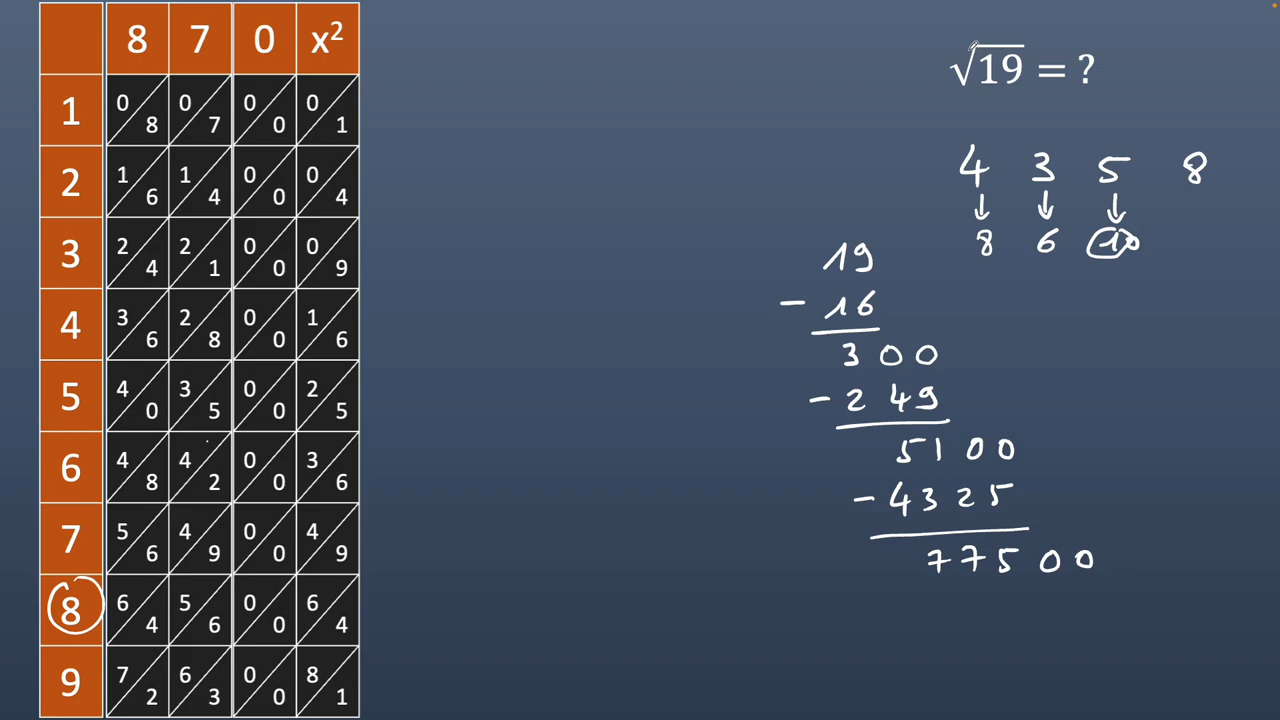 8 7 0 x²
1 0/8 0/7 0/0 0/1
2 1/6 1/4 0/0 0/4
3 2/4 2/1 0/0 0/9
4 3/6 2/8 0/0 1/6
5 4/0 3/5 0/0 2/5
6 4/8 4/2 0/0 3/6
7 5/6 4/9 0/0 4/9
8 6/4 5/6 0/0 6/4
9 7/2 6/3 0/0 8/1
√19 = ?
4 3 5 8
↓ ↓ ↓
8 6 10
19
- 16
300
- 249
5100
- 4325
77500